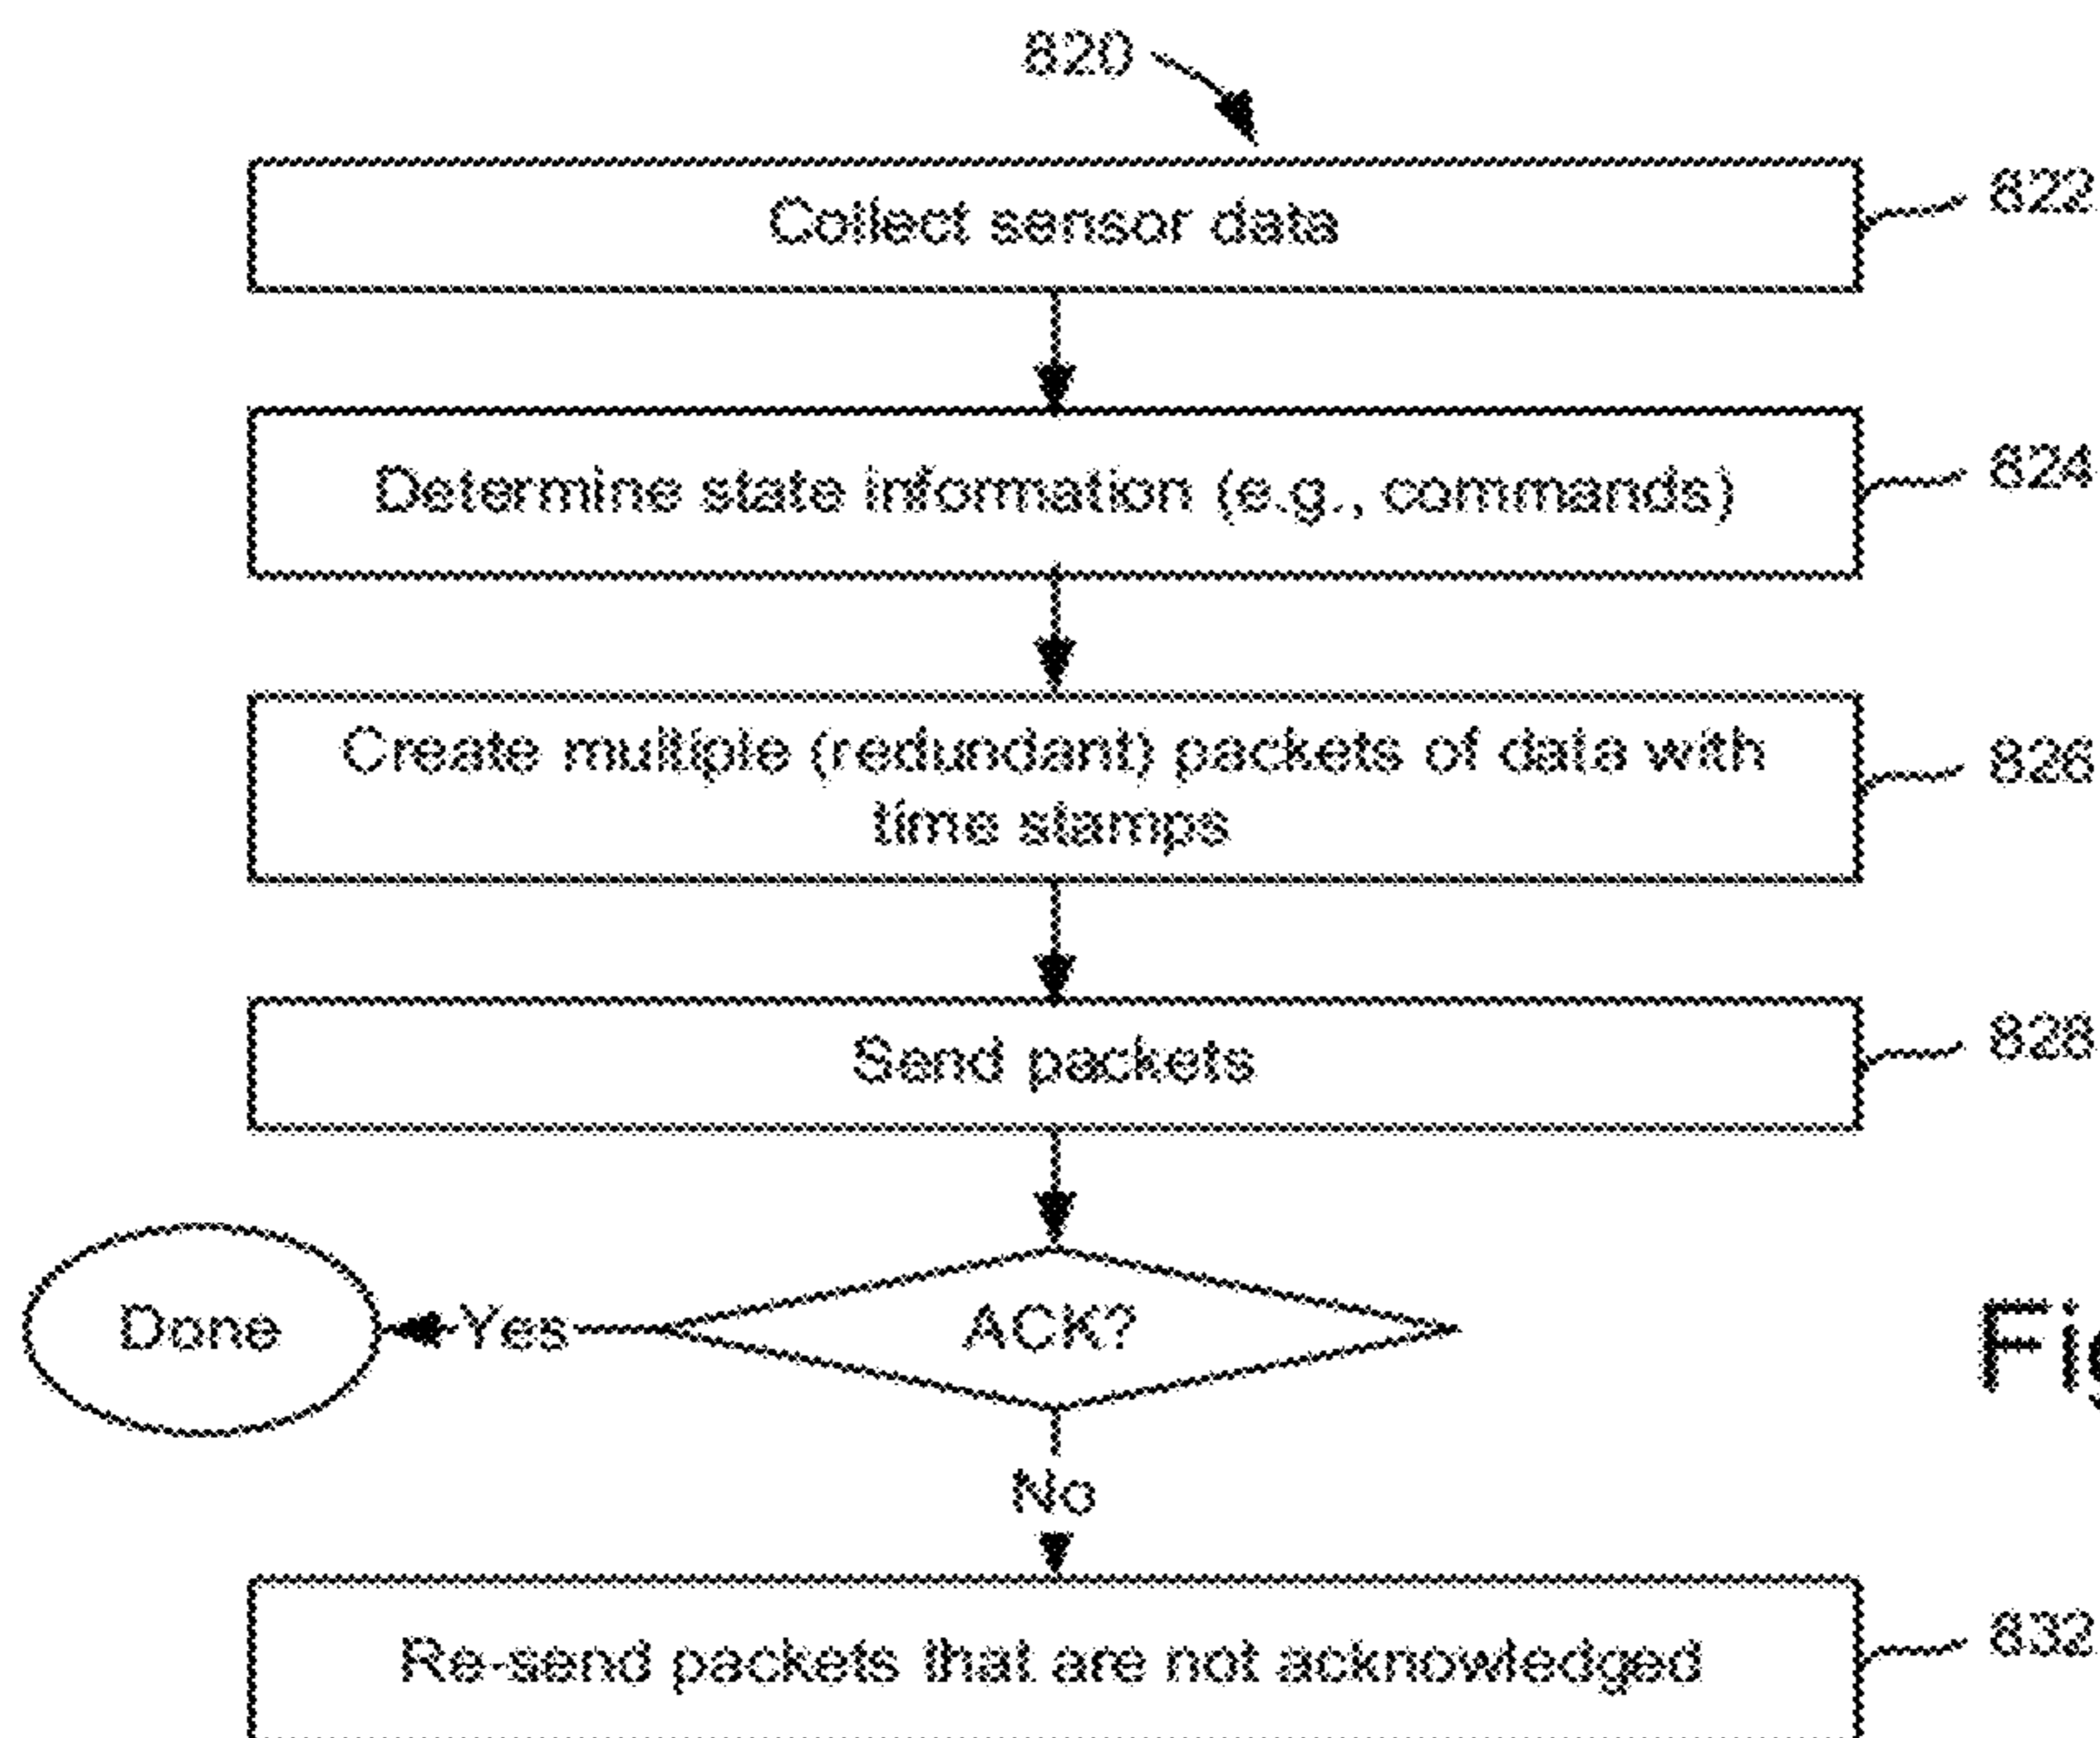 820
Collect sensor data
822
Determine state information (e.g., commands)
824
Create multiple (redundant) packets of data with
time stamps
826
Send packets
828
ACK?
Yes
Done
No
Re-send packets that are not acknowledged
832